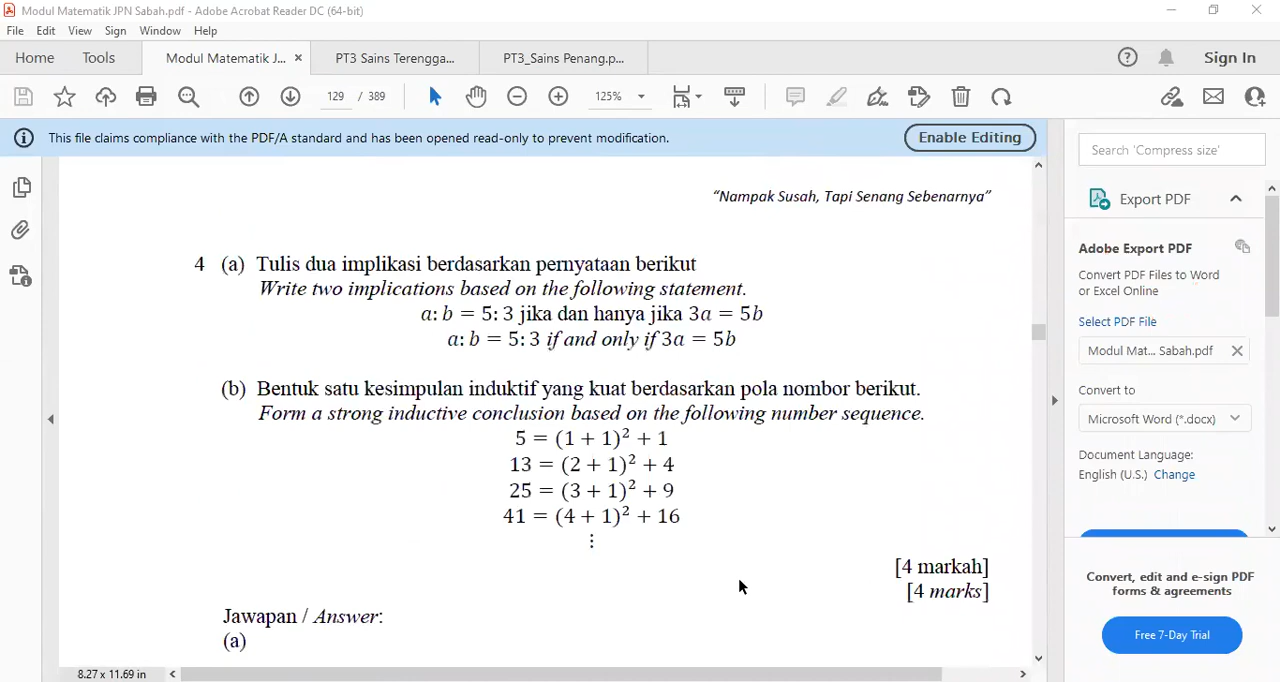 Modul Matematik JPN Sabah.pdf - Adobe Acrobat Reader DC (64-bit)
File Edit View Sign Window Help
Home Tools Modul Matematik J... × PT3 Sains Terengga... PT3_Sains Penang.p... Sign In
129 / 389 125%
This file claims compliance with the PDF/A standard and has been opened read-only to prevent modification. Enable Editing
"Nampak Susah, Tapi Senang Sebenarnya"
4 (a) Tulis dua implikasi berdasarkan pernyataan berikut
Write two implications based on the following statement.
a: b = 5: 3 jika dan hanya jika 3a = 5b
a: b = 5: 3 if and only if 3a = 5b
(b) Bentuk satu kesimpulan induktif yang kuat berdasarkan pola nombor berikut.
Form a strong inductive conclusion based on the following number sequence.
5 = (1 + 1)² + 1
13 = (2 + 1)² + 4
25 = (3 + 1)² + 9
41 = (4 + 1)² + 16
⋮
[4 markah]
[4 marks]
Jawapan / Answer:
(a)
8.27 x 11.69 in
Search 'Compress size'
Export PDF
Adobe Export PDF
Convert PDF Files to Word
or Excel Online
Select PDF File
Modul Mat... Sabah.pdf ×
Convert to
Microsoft Word (*.docx)
Document Language:
English (U.S.) Change
Convert, edit and e-sign PDF
forms & agreements
Free 7-Day Trial